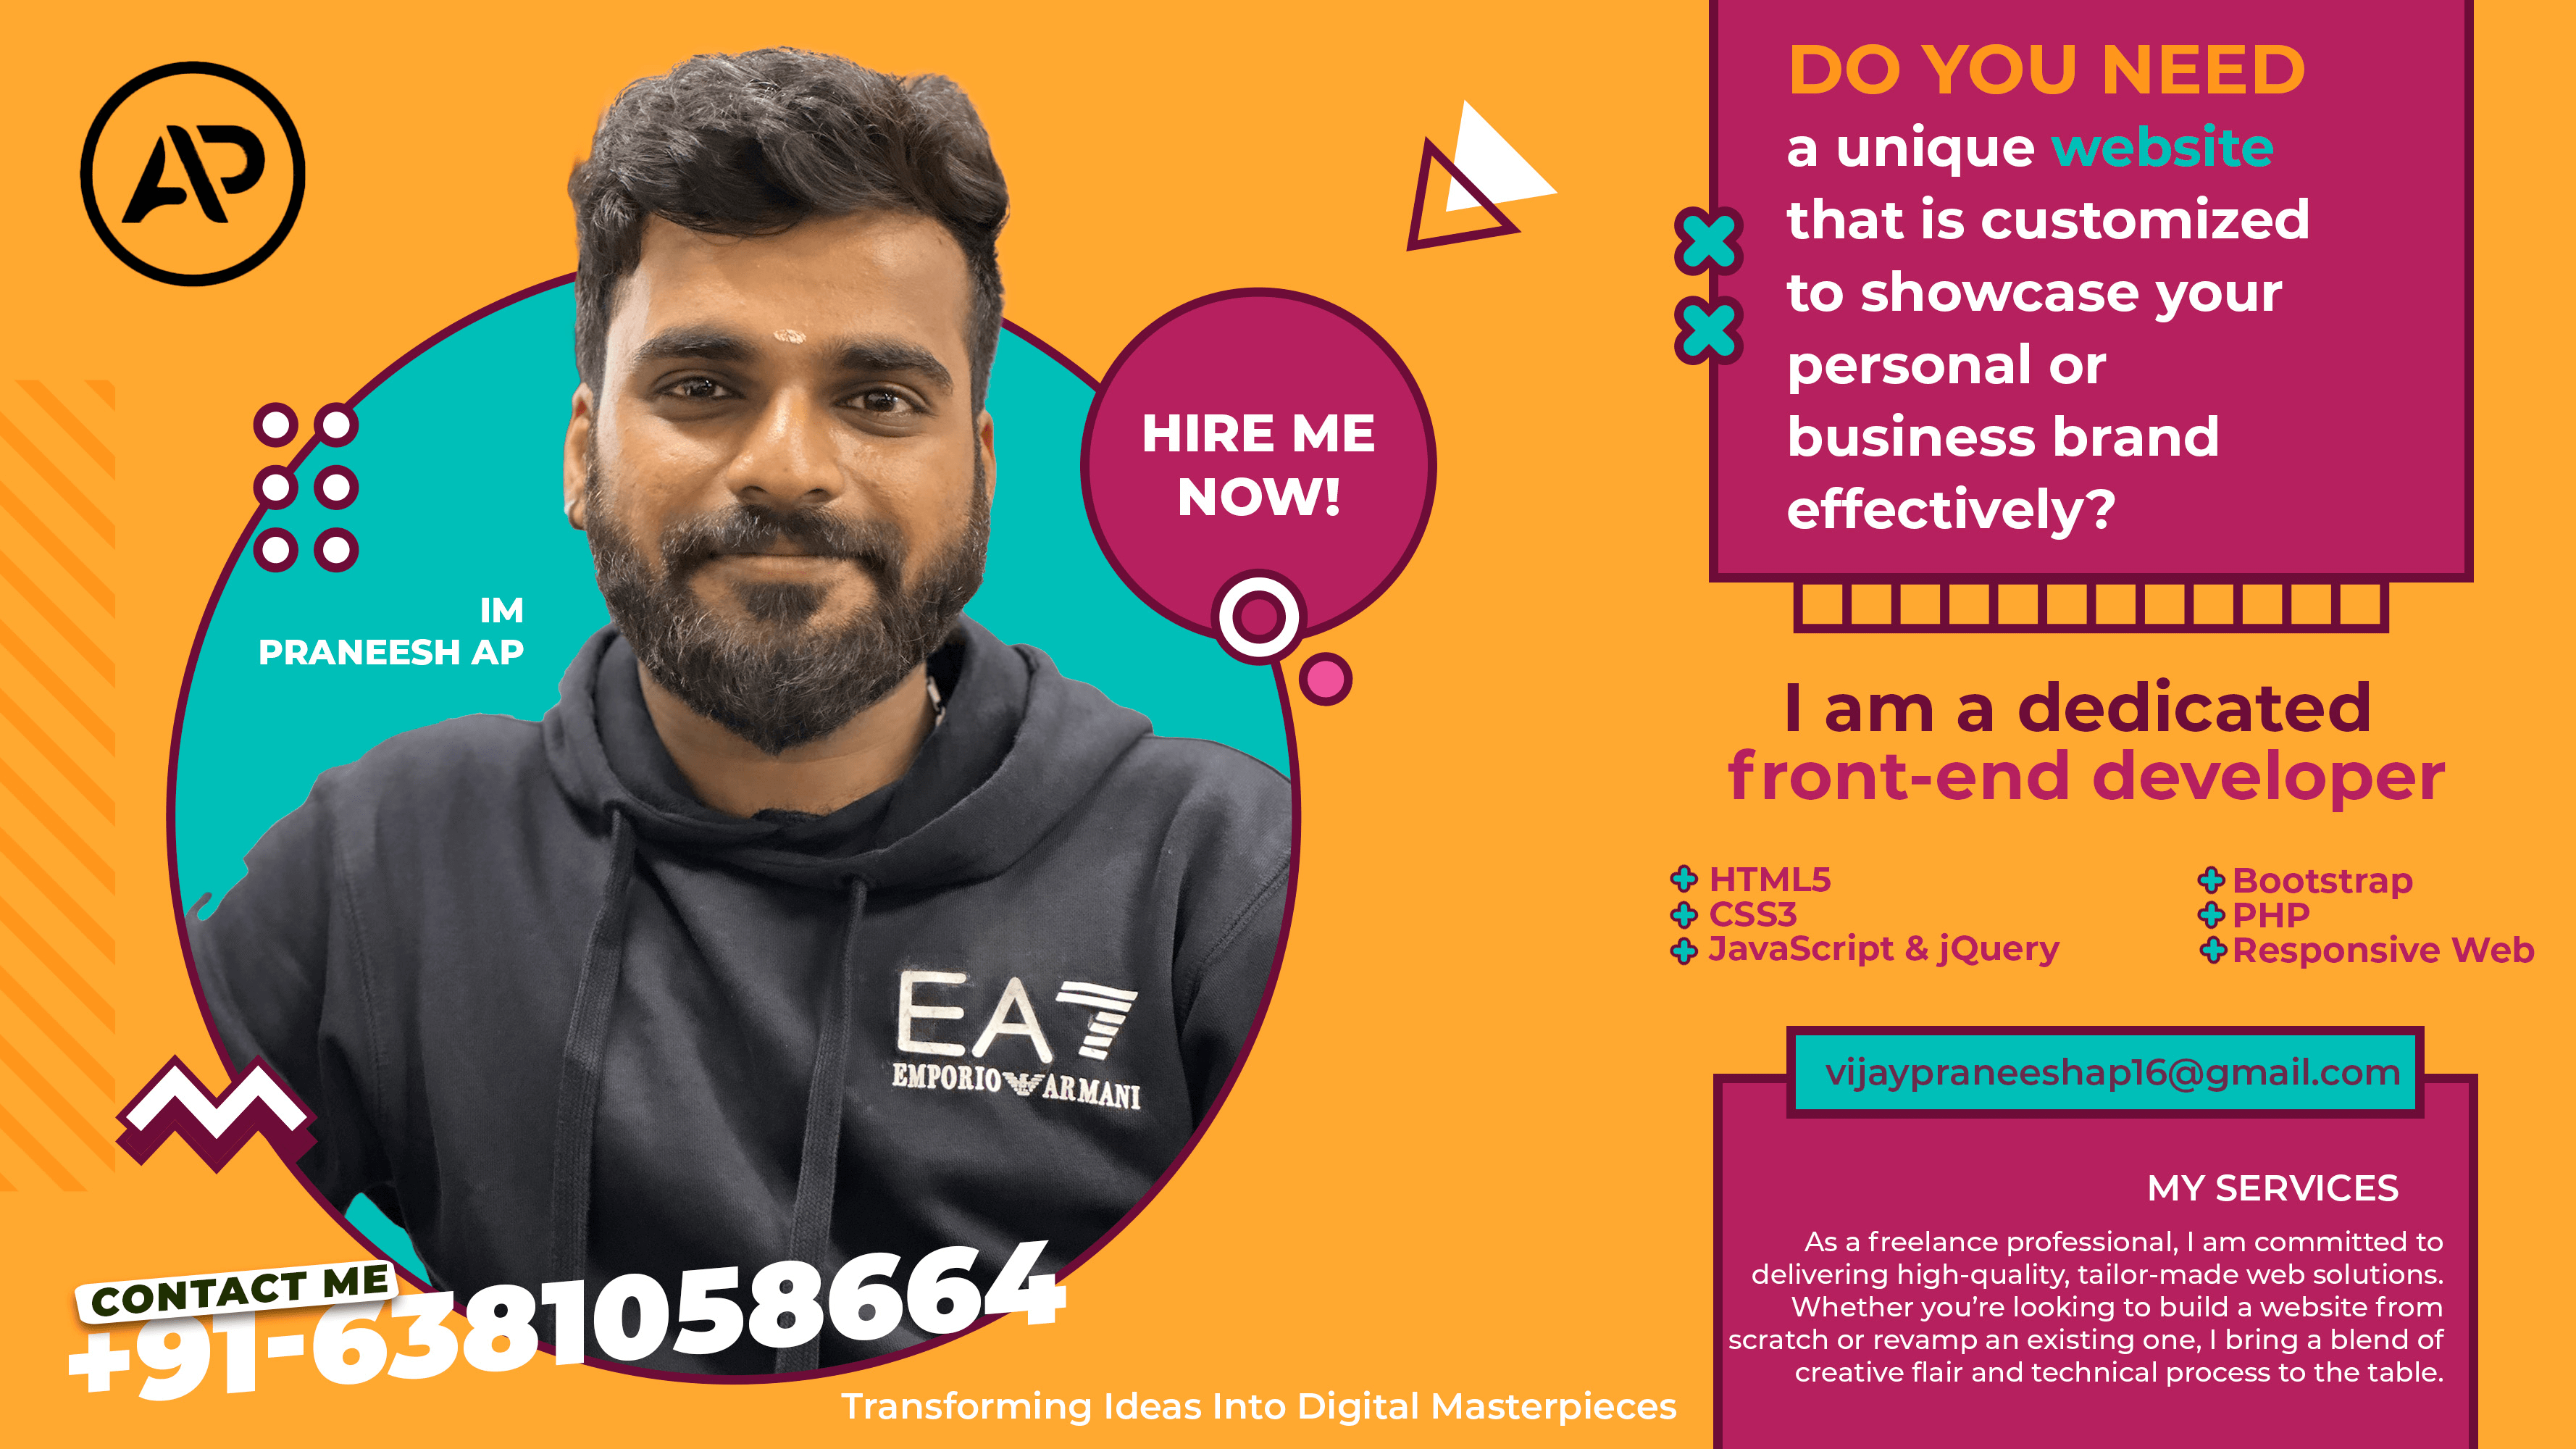 AP
IM
PRANEESH AP
HIRE ME
NOW!
EA7
EMPORIO ARMANI
CONTACT ME
+91-6381058664
Transforming Ideas Into Digital Masterpieces
DO YOU NEED
a unique website
that is customized
to showcase your
personal or
business brand
effectively?
I am a dedicated
front-end developer
HTML5
CSS3
JavaScript & jQuery
Bootstrap
PHP
Responsive Web
vijaypraneeshap16@gmail.com
MY SERVICES
As a freelance professional, I am committed to
delivering high-quality, tailor-made web solutions.
Whether you’re looking to build a website from
scratch or revamp an existing one, I bring a blend of
creative flair and technical process to the table.